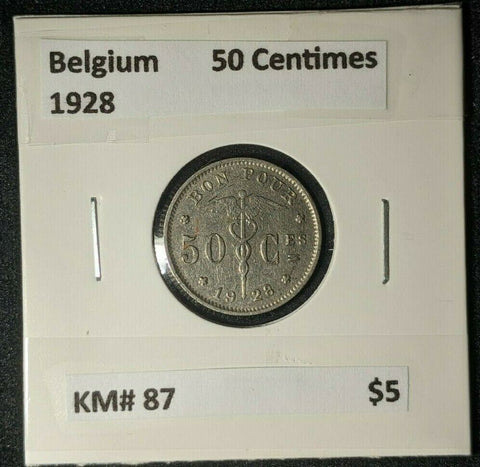 Belgium 50 Centimes
1928
BON POUR
50 CES
1928
KM# 87 $5